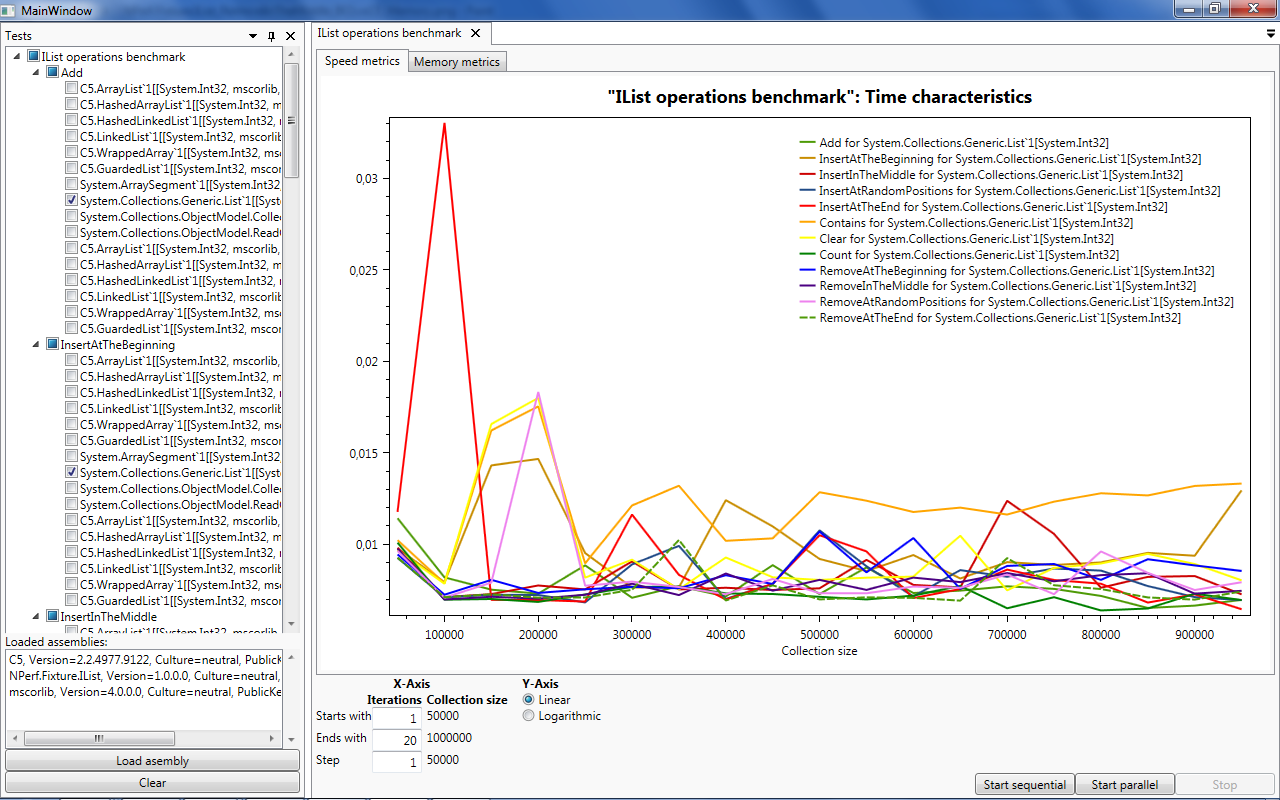 MainWindow
Tests
IList operations benchmark
Add
C5.ArrayList`1[[System.Int32, mscorlib,
C5.HashedArrayList`1[[System.Int32, m
C5.HashedLinkedList`1[[System.Int32, m
C5.LinkedList`1[[System.Int32, mscorlib
C5.WrappedArray`1[[System.Int32, msc
C5.GuardedList`1[[System.Int32, mscor
System.ArraySegment`1[[System.Int32,
System.Collections.Generic.List`1[[Syst
System.Collections.ObjectModel.Collec
System.Collections.ObjectModel.ReadO
C5.ArrayList`1[[System.Int32, mscorlib,
C5.HashedArrayList`1[[System.Int32, m
C5.HashedLinkedList`1[[System.Int32, m
C5.LinkedList`1[[System.Int32, mscorlib
C5.WrappedArray`1[[System.Int32, msc
C5.GuardedList`1[[System.Int32, mscor
InsertAtTheBeginning
C5.ArrayList`1[[System.Int32, mscorlib,
C5.HashedArrayList`1[[System.Int32, m
C5.HashedLinkedList`1[[System.Int32, m
C5.LinkedList`1[[System.Int32, mscorlib
C5.WrappedArray`1[[System.Int32, msc
C5.GuardedList`1[[System.Int32, mscor
System.ArraySegment`1[[System.Int32,
System.Collections.Generic.List`1[[Syst
System.Collections.ObjectModel.Collec
System.Collections.ObjectModel.ReadO
C5.ArrayList`1[[System.Int32, mscorlib,
C5.HashedArrayList`1[[System.Int32, m
C5.HashedLinkedList`1[[System.Int32, m
C5.LinkedList`1[[System.Int32, mscorlib
C5.WrappedArray`1[[System.Int32, msc
C5.GuardedList`1[[System.Int32, mscor
InsertInTheMiddle
C5.ArrayList`1[[System.Int32, mscorlib,
Loaded assemblies:
C5, Version=2.2.4977.9122, Culture=neutral, PublicK
NPerf.Fixture.IList, Version=1.0.0.0, Culture=neutral,
mscorlib, Version=4.0.0.0, Culture=neutral, PublicKe
Load asembly
Clear
IList operations benchmark
Speed metrics
Memory metrics
"IList operations benchmark": Time characteristics
Add for System.Collections.Generic.List`1[System.Int32]
InsertAtTheBeginning for System.Collections.Generic.List`1[System.Int32]
InsertInTheMiddle for System.Collections.Generic.List`1[System.Int32]
InsertAtRandomPositions for System.Collections.Generic.List`1[System.Int32]
InsertAtTheEnd for System.Collections.Generic.List`1[System.Int32]
Contains for System.Collections.Generic.List`1[System.Int32]
Clear for System.Collections.Generic.List`1[System.Int32]
Count for System.Collections.Generic.List`1[System.Int32]
RemoveAtTheBeginning for System.Collections.Generic.List`1[System.Int32]
RemoveInTheMiddle for System.Collections.Generic.List`1[System.Int32]
RemoveAtRandomPositions for System.Collections.Generic.List`1[System.Int32]
RemoveAtTheEnd for System.Collections.Generic.List`1[System.Int32]
0,03
0,025
0,02
0,015
0,01
100000 200000 300000 400000 500000 600000 700000 800000 900000
Collection size
X-Axis Y-Axis
Iterations Collection size Linear
Starts with 1 50000 Logarithmic
Ends with 20 1000000
Step 1 50000
Start sequential
Start parallel
Stop